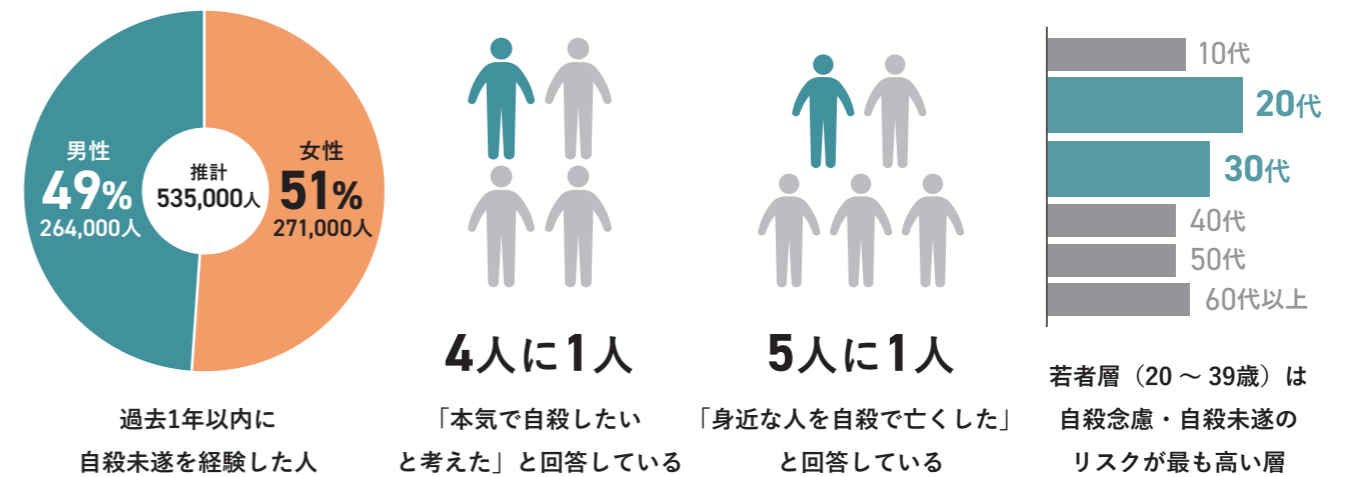 男性
49%
264,000人
推計
535,000人
女性
51%
271,000人
過去1年以内に
自殺未遂を経験した人
4人に1人
「本気で自殺したい
と考えた」と回答している
5人に1人
「身近な人を自殺で亡くした」
と回答している
10代
20代
30代
40代
50代
60代以上
若者層（20 ～ 39歳）は
自殺念慮・自殺未遂の
リスクが最も高い層